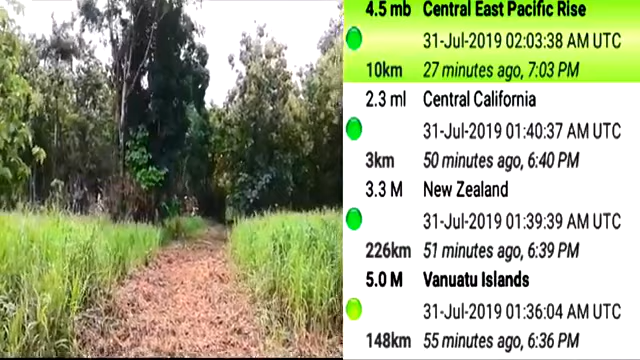 4.5 mb Central East Pacific Rise
31-Jul-2019 02:03:38 AM UTC
10km 27 minutes ago, 7:03 PM
2.3 ml Central California
31-Jul-2019 01:40:37 AM UTC
3km 50 minutes ago, 6:40 PM
3.3 M New Zealand
31-Jul-2019 01:39:39 AM UTC
226km 51 minutes ago, 6:39 PM
5.0 M Vanuatu Islands
31-Jul-2019 01:36:04 AM UTC
148km 55 minutes ago, 6:36 PM